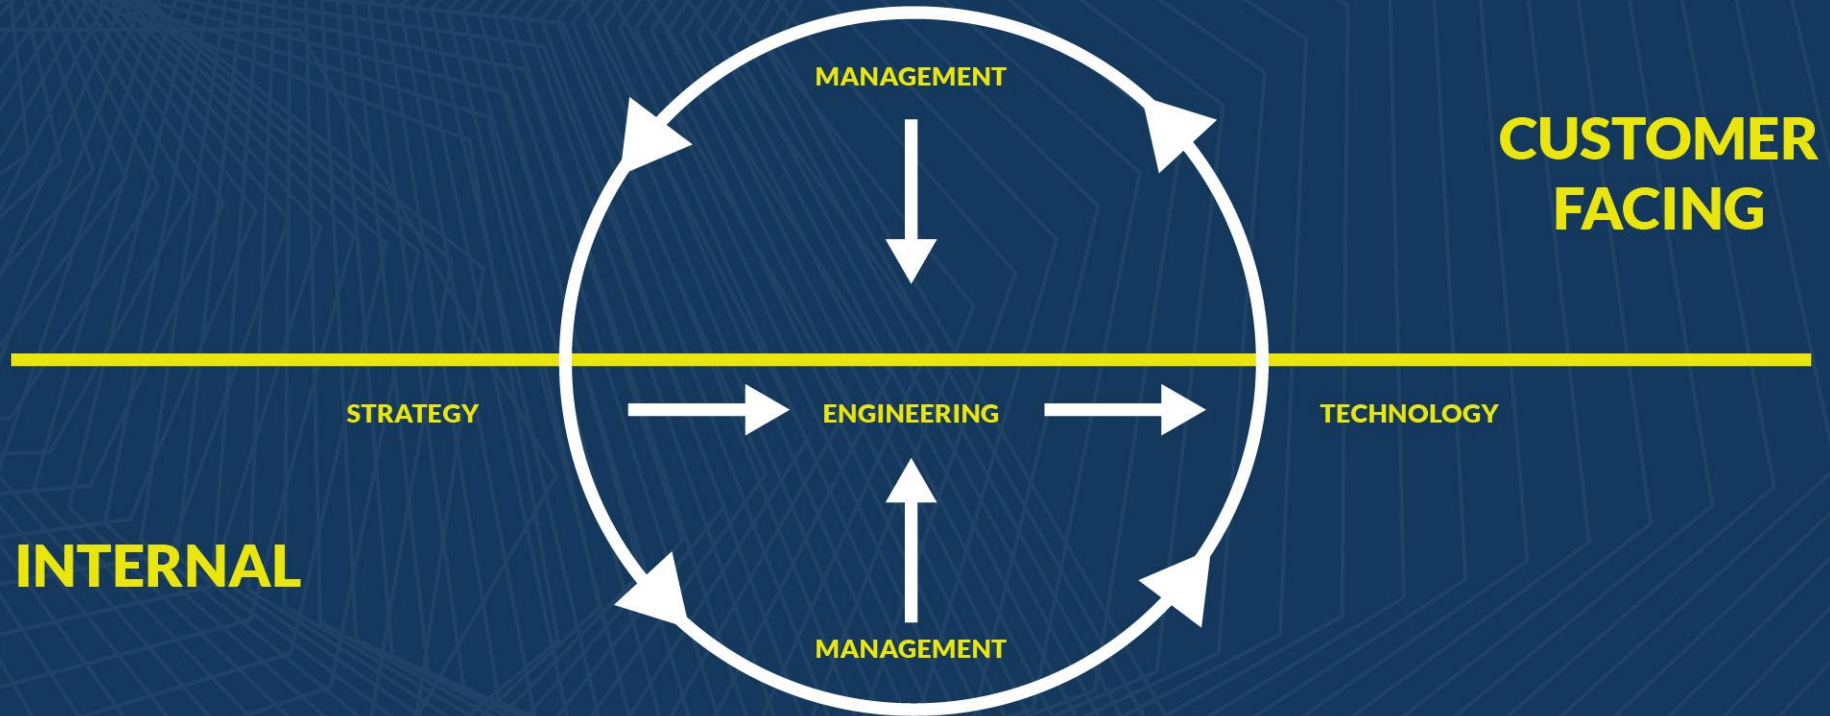 MANAGEMENT
CUSTOMER
FACING
STRATEGY
ENGINEERING
TECHNOLOGY
INTERNAL
MANAGEMENT